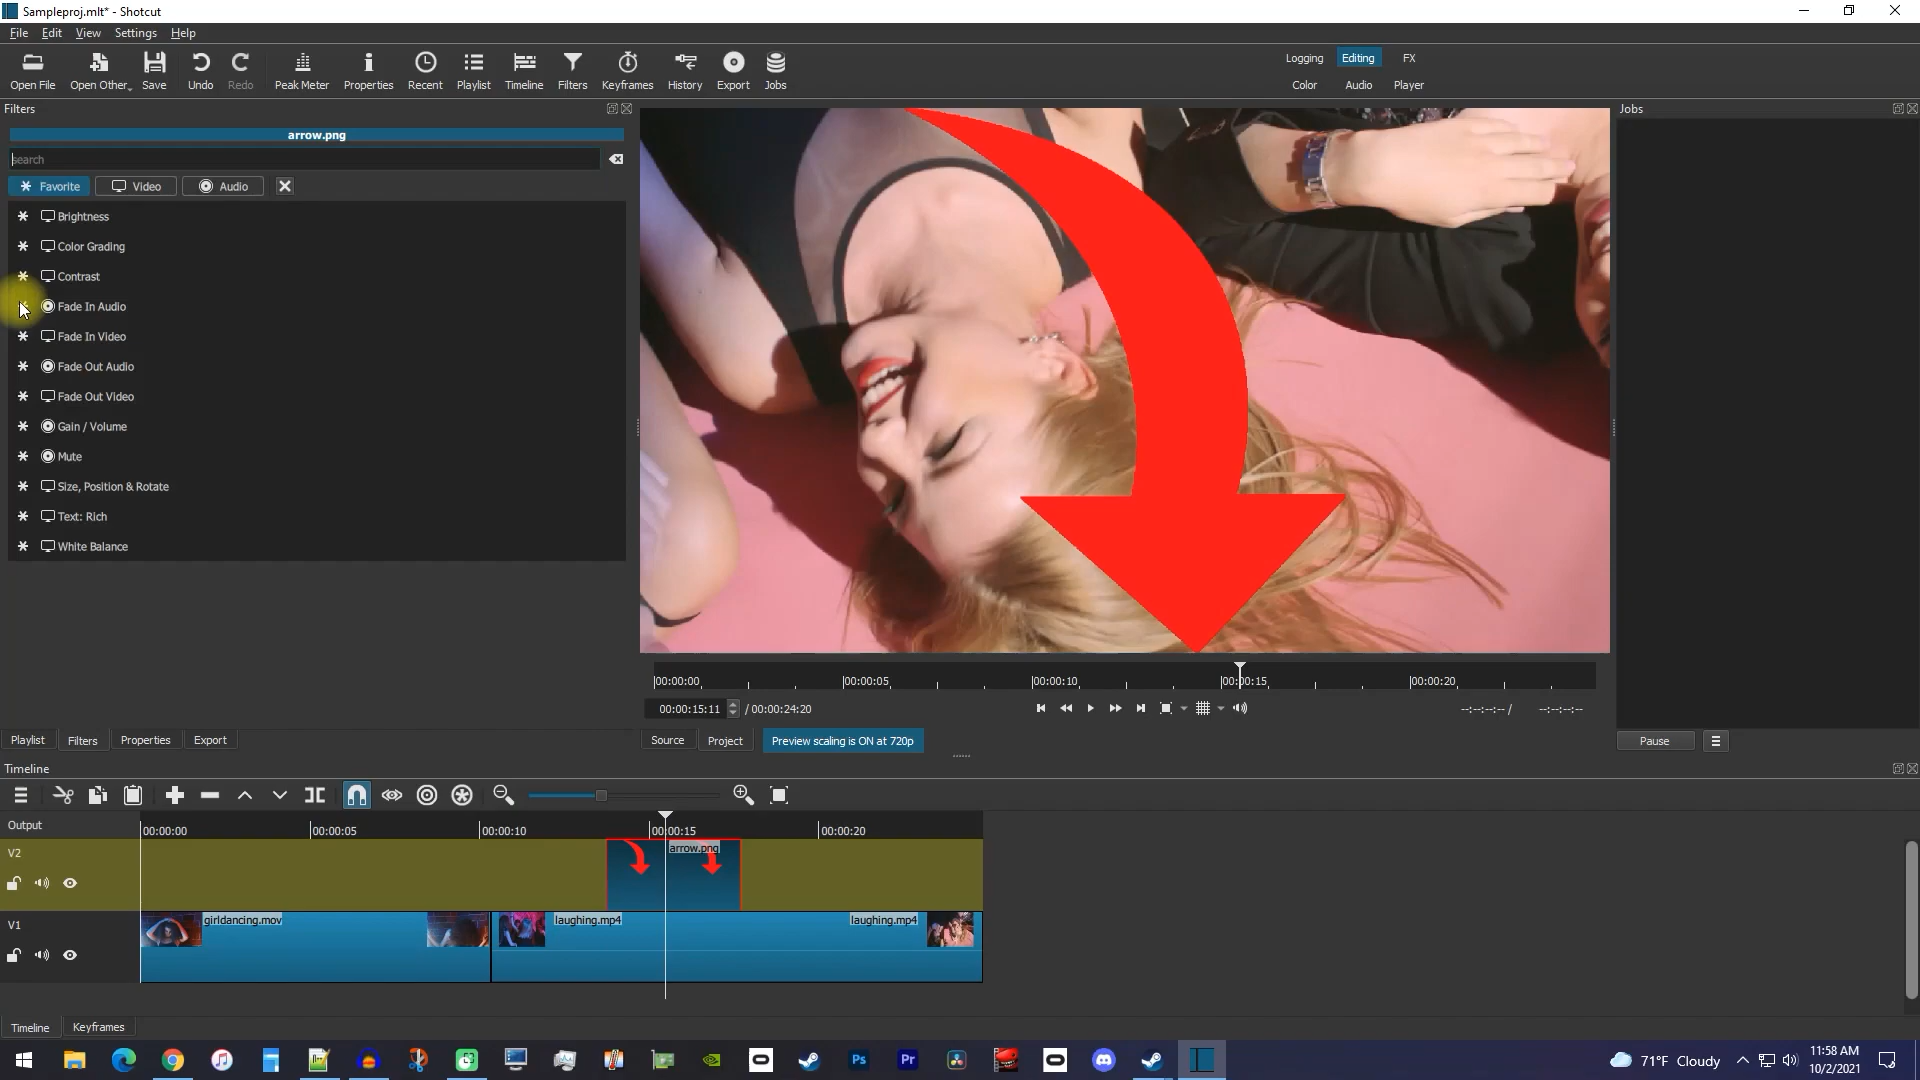 Sampleproj.mlt* - Shotcut
File Edit View Settings Help
Open File Open Other Save Undo Redo Peak Meter Properties Recent Playlist Timeline Filters Keyframes History Export Jobs
Logging Editing FX
Color Audio Player
Filters
Jobs
arrow.png
search
Favorite Video Audio
Brightness
Color Grading
Contrast
Fade In Audio
Fade In Video
Fade Out Audio
Fade Out Video
Gain / Volume
Mute
Size, Position & Rotate
Text: Rich
White Balance
00:00:00 00:00:05 00:00:10 00:00:15 00:00:20
00:00:15:11 / 00:00:24:20
--:--:--:-- / --:--:--:--
Playlist Filters Properties Export
Source Project Preview scaling is ON at 720p
Pause
Timeline
Output
00:00:00 00:00:05 00:00:10 00:00:15 00:00:20
V2
arrow.png
V1
girldancing.mov laughing.mp4 laughing.mp4
Timeline Keyframes
Ps Pr
71°F Cloudy
11:58 AM
10/2/2021